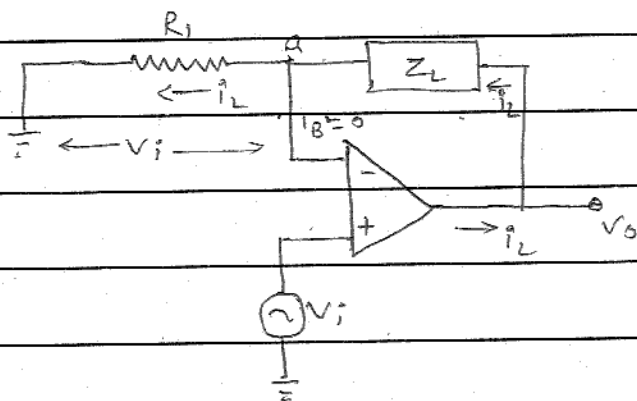 R1
a
ZL
← iL
← iL
IB = 0
← Vi →
-
+
→ iL
Vo
Vi